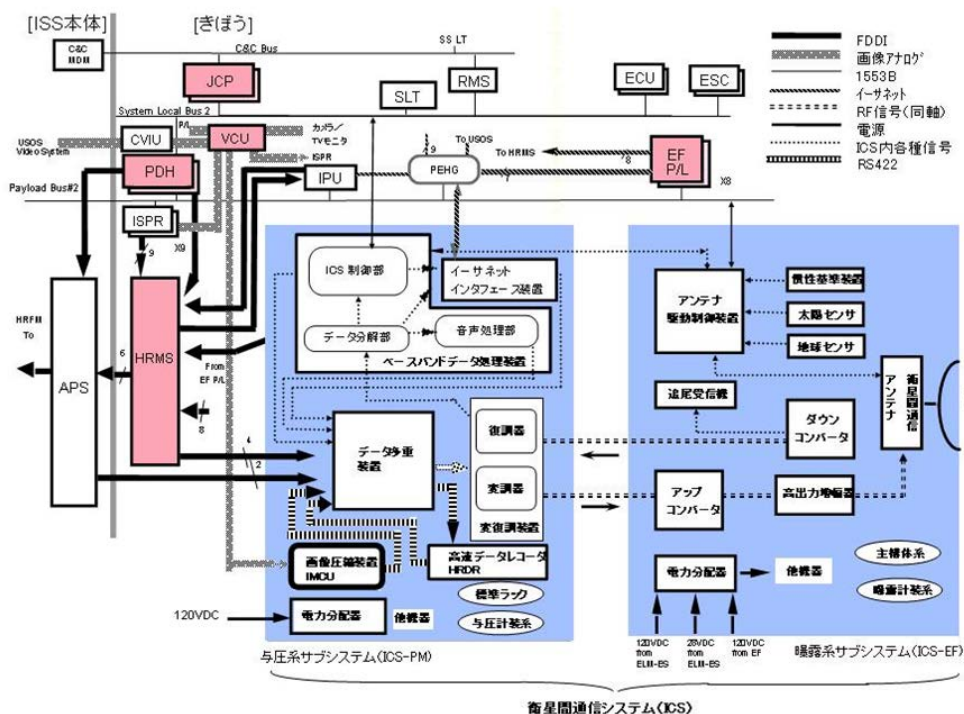 [ISS本体]
[きぼう]
C&C
MDM
C&C Bus
SS LT
JCP
SLT
RMS
ECU
ESC
FDDI
画像アナログ
1553B
イーサネット
RF信号(同軸)
電源
ICS内各種信号
RS422
System Local Bus 2
P/L
USOS
Video System
CVIU
VCU
カメラ/
TVモニタ
ISPR
To USOS
9
PEHG
7
To HRMS
8
EF
P/L
X8
PDH
IPU
Payload Bus#2
ISPR
X9
9
HRFM
To
APS
6
HRMS
From
EF P/L
8
4
2
ICS 制御部
イーサネット
インタフェース装置
データ分解部
音声処理部
ベースバンドデータ処理装置
データ多重
装置
復調器
変調器
変復調装置
画像圧縮装置
IMCU
高速データレコーダ
HRDR
標準ラック
与圧計装系
120VDC
電力分配器
他機器
与圧系サブシステム(ICS-PM)
アンテナ
駆動制御装置
慣性基準装置
太陽センサ
地球センサ
追尾受信機
ダウン
コンバータ
衛星間通信
アンテナ
アップ
コンバータ
高出力増幅器
電力分配器
他機器
主構体系
曝露計装系
120VDC
from
ELM-ES
28VDC
from
ELM-ES
120VDC
from EF
曝露系サブシステム(ICS-EF)
衛星間通信システム(ICS)